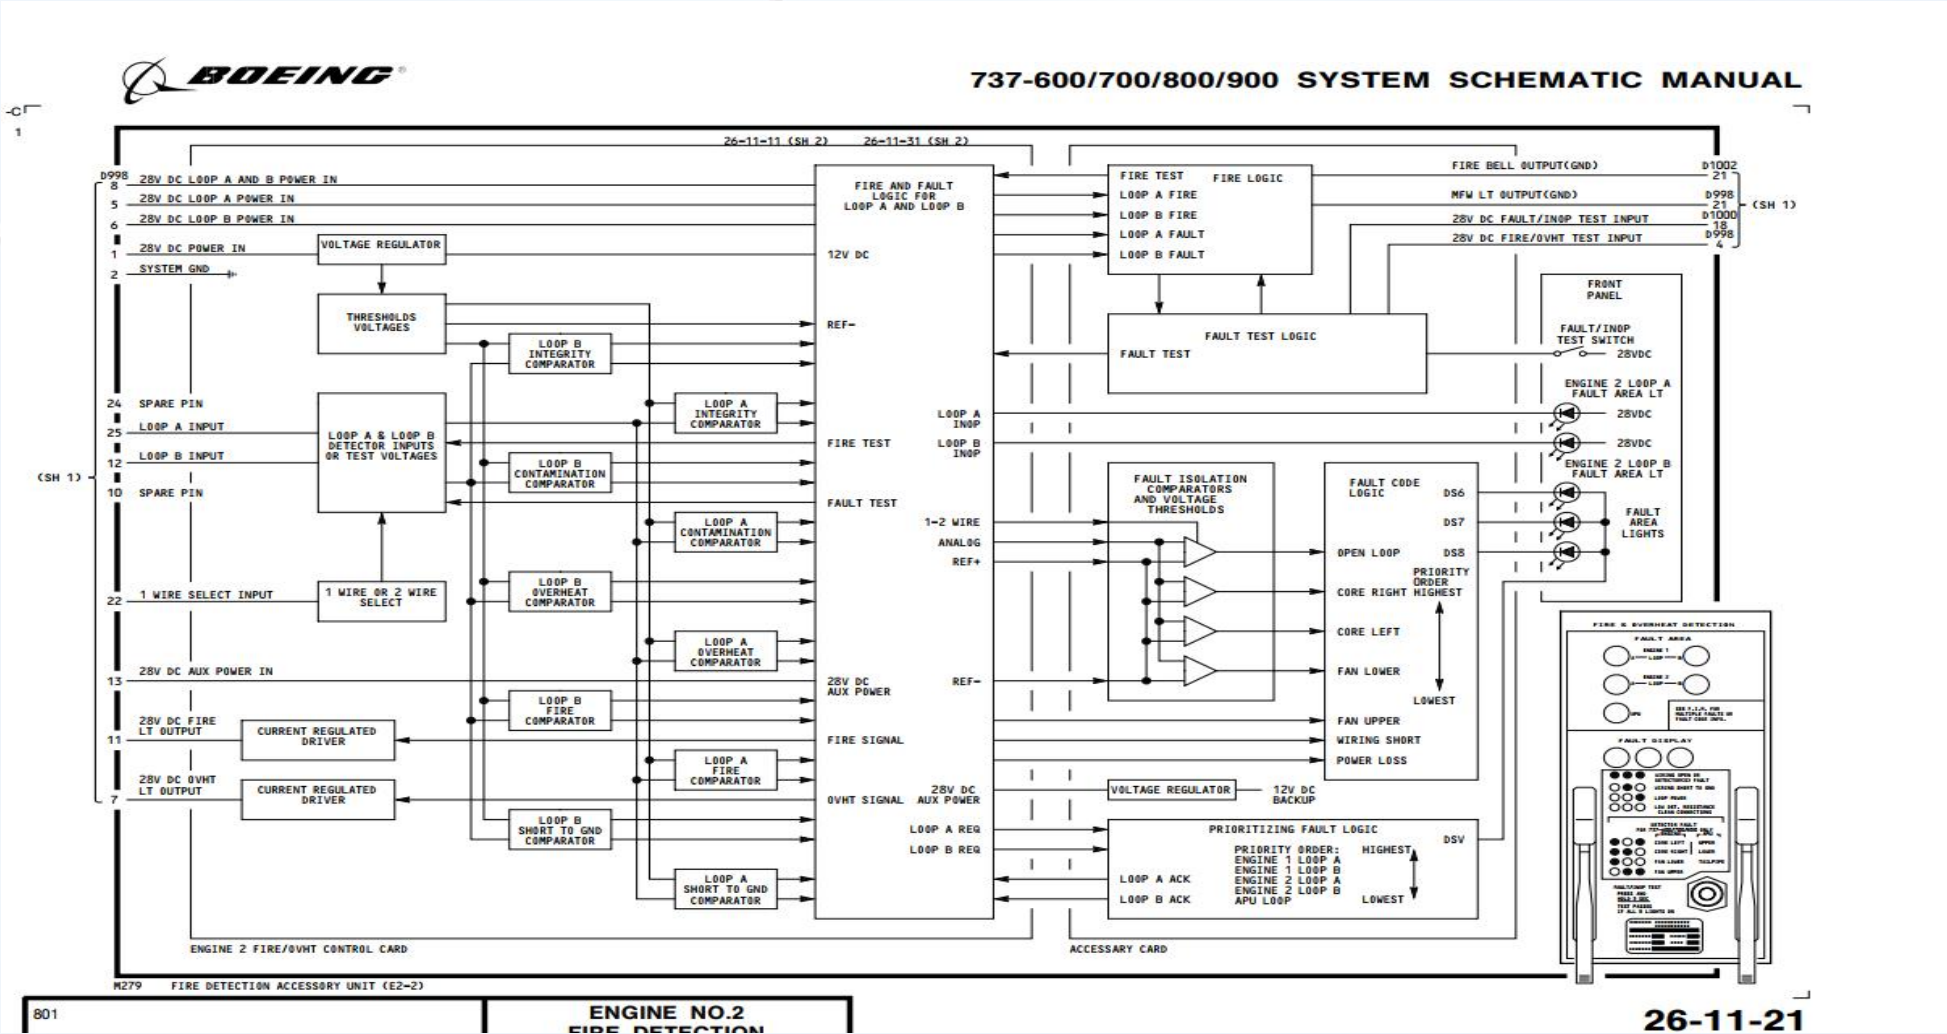 BOEING®
737-600/700/800/900 SYSTEM SCHEMATIC MANUAL
-C
1
26-11-11 (SH 2)
26-11-31 (SH 2)
D998
8 28V DC LOOP A AND B POWER IN
5 28V DC LOOP A POWER IN
6 28V DC LOOP B POWER IN
1 28V DC POWER IN
2 SYSTEM GND
24 SPARE PIN
25 LOOP A INPUT
12 LOOP B INPUT
(SH 1)
10 SPARE PIN
22 1 WIRE SELECT INPUT
13 28V DC AUX POWER IN
28V DC FIRE
11 LT OUTPUT
28V DC OVHT
7 LT OUTPUT
VOLTAGE REGULATOR
THRESHOLDS
VOLTAGES
LOOP A & LOOP B
DETECTOR INPUTS
OR TEST VOLTAGES
1 WIRE OR 2 WIRE
SELECT
CURRENT REGULATED
DRIVER
CURRENT REGULATED
DRIVER
LOOP B
INTEGRITY
COMPARATOR
LOOP A
INTEGRITY
COMPARATOR
LOOP B
CONTAMINATION
COMPARATOR
LOOP A
CONTAMINATION
COMPARATOR
LOOP B
OVERHEAT
COMPARATOR
LOOP A
OVERHEAT
COMPARATOR
LOOP B
FIRE
COMPARATOR
LOOP A
FIRE
COMPARATOR
LOOP B
SHORT TO GND
COMPARATOR
LOOP A
SHORT TO GND
COMPARATOR
FIRE AND FAULT
LOGIC FOR
LOOP A AND LOOP B
12V DC
REF-
FIRE TEST
FAULT TEST
28V DC
AUX POWER
FIRE SIGNAL
OVHT SIGNAL
LOOP A
INOP
LOOP B
INOP
1-2 WIRE
ANALOG
REF+
REF-
28V DC
AUX POWER
LOOP A REQ
LOOP B REQ
ENGINE 2 FIRE/OVHT CONTROL CARD
FIRE TEST
FIRE LOGIC
LOOP A FIRE
LOOP B FIRE
LOOP A FAULT
LOOP B FAULT
FAULT TEST LOGIC
FAULT TEST
FAULT ISOLATION
COMPARATORS
AND VOLTAGE
THRESHOLDS
FAULT CODE
LOGIC
DS6
DS7
OPEN LOOP DS8
PRIORITY
ORDER
CORE RIGHT HIGHEST
CORE LEFT
FAN LOWER
LOWEST
FAN UPPER
WIRING SHORT
POWER LOSS
VOLTAGE REGULATOR
12V DC
BACKUP
PRIORITIZING FAULT LOGIC
DSV
PRIORITY ORDER: HIGHEST
ENGINE 1 LOOP A
ENGINE 1 LOOP B
ENGINE 2 LOOP A
ENGINE 2 LOOP B
APU LOOP LOWEST
LOOP A ACK
LOOP B ACK
ACCESSARY CARD
FIRE BELL OUTPUT(GND) D1002
21
MFW LT OUTPUT(GND) D998
21 (SH 1)
28V DC FAULT/INOP TEST INPUT D1000
18
28V DC FIRE/OVHT TEST INPUT D998
4
FRONT
PANEL
FAULT/INOP
TEST SWITCH
28VDC
ENGINE 2 LOOP A
FAULT AREA LT
28VDC
28VDC
ENGINE 2 LOOP B
FAULT AREA LT
FAULT
AREA
LIGHTS
FIRE & OVERHEAT DETECTION
FAULT AREA
ENGINE 1
A LOOP B
ENGINE 2
A LOOP B
APU
FAULT DISPLAY
M279 FIRE DETECTION ACCESSORY UNIT (E2-2)
801
ENGINE NO.2
FIRE DETECTION
26-11-21